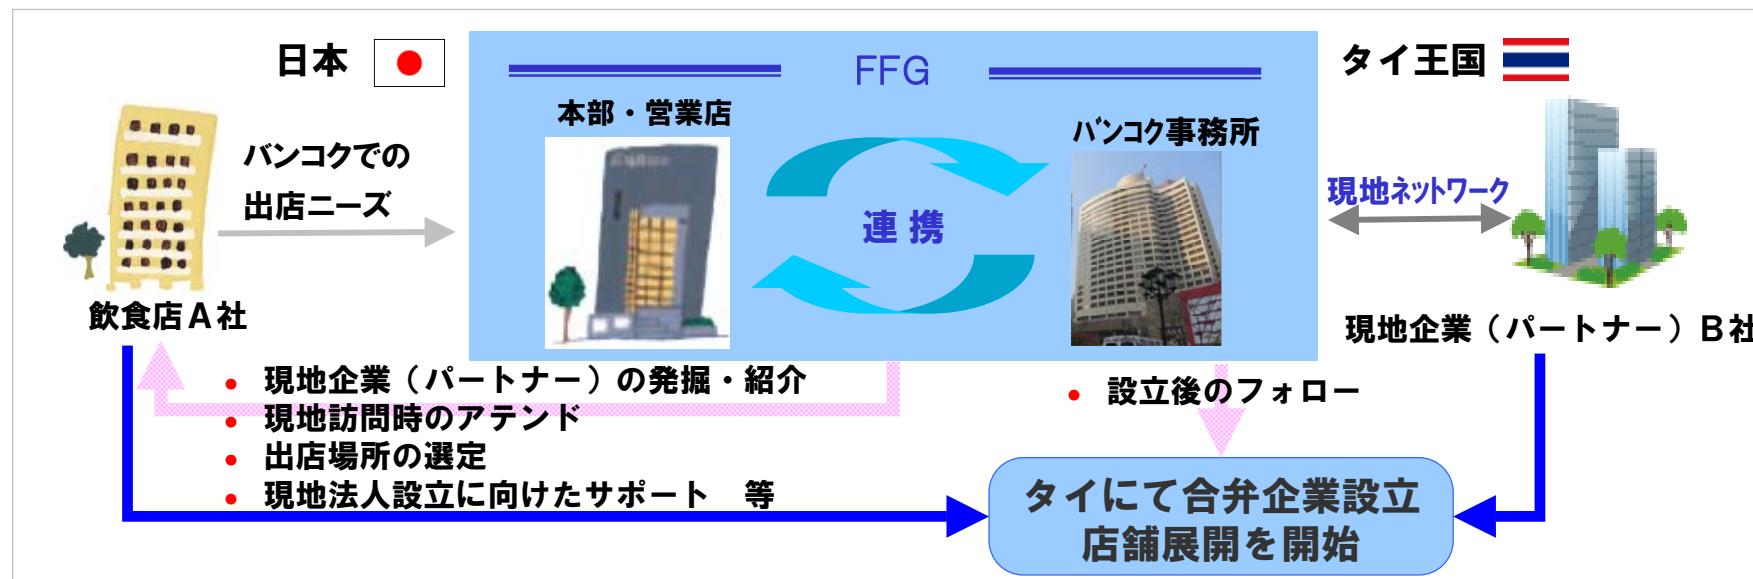 日本
FFG
タイ王国
本部・営業店
バンコク事務所
バンコクでの
出店ニーズ
連携
現地ネットワーク
飲食店A社
現地企業(パートナー)B社
• 現地企業(パートナー)の発掘・紹介
• 現地訪問時のアテンド
• 出店場所の選定
• 現地法人設立に向けたサポート 等
• 設立後のフォロー
タイにて合弁企業設立
店舗展開を開始